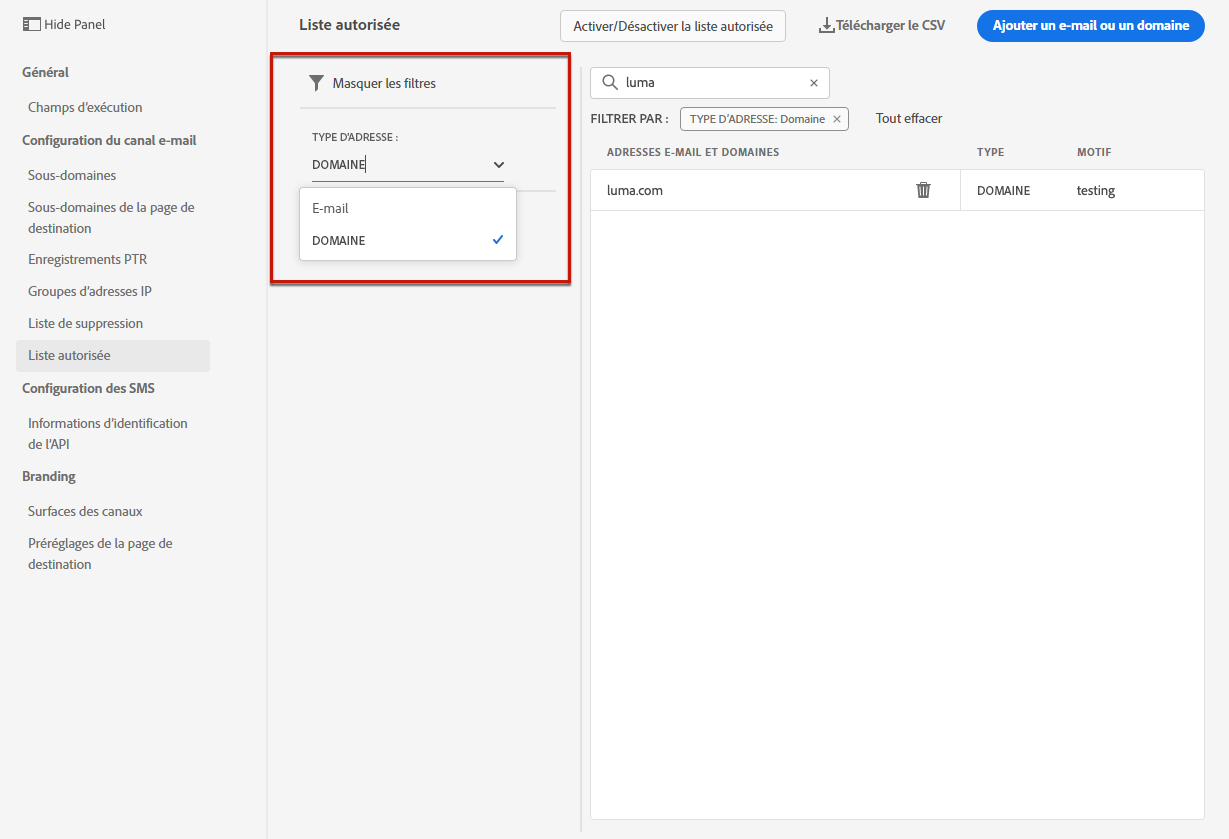 Hide Panel
Général
Champs d'exécution
Configuration du canal e-mail
Sous-domaines
Sous-domaines de la page de
destination
Enregistrements PTR
Groupes d'adresses IP
Liste de suppression
Liste autorisée
Configuration des SMS
Informations d'identification
de l'API
Branding
Surfaces des canaux
Préréglages de la page de
destination
Liste autorisée
Activer/Désactiver la liste autorisée
Télécharger le CSV
Ajouter un e-mail ou un domaine
Masquer les filtres
TYPE D'ADRESSE :
DOMAINE
E-mail
DOMAINE
luma
FILTRER PAR :
TYPE D'ADRESSE: Domaine
Tout effacer
ADRESSES E-MAIL ET DOMAINES
TYPE
MOTIF
luma.com
DOMAINE
testing